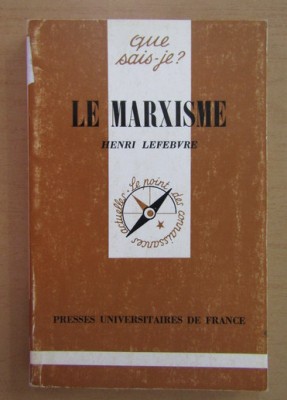 que
sais-je?
LE MARXISME
HENRI LEFEBVRE
le point des connaissances actuelles
PRESSES UNIVERSITAIRES DE FRANCE